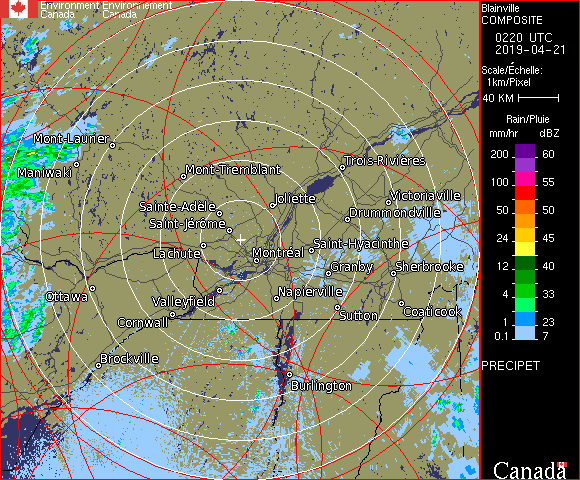 Environment Environnement
Canada Canada
Blainville
COMPOSITE
0220 UTC
2019-04-21
Scale/Échelle:
1km/Pixel
40 KM
Rain/Pluie
mm/hr dBZ
200 60
100 55
50 50
24 45
12 40
4 33
1 23
0.1 7
PRECIPET
Mont-Laurier
Maniwaki
Mont-Tremblant
Trois-Rivières
Sainte-Adèle
Joliette
Victoriaville
Drummondville
Saint-Jérôme
Lachute
Montréal
Saint-Hyacinthe
Granby
Sherbrooke
Ottawa
Valleyfield
Napierville
Coaticook
Cornwall
Sutton
Brockville
Burlington
Canada